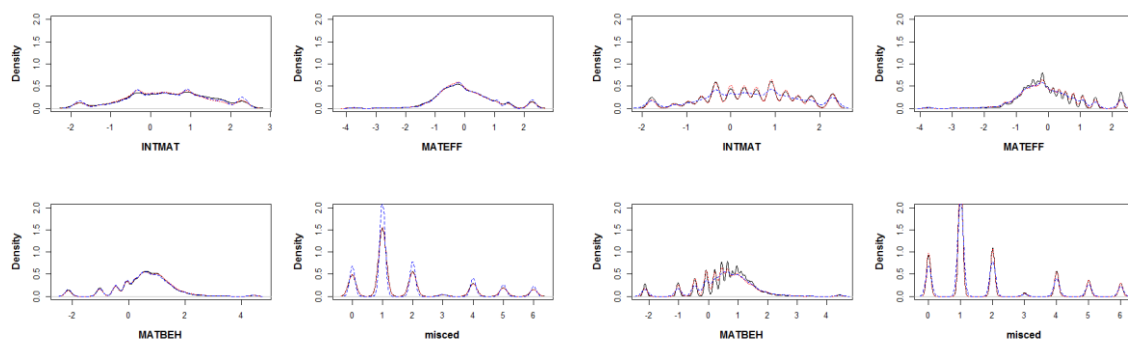 2.0 2.0 2.0 2.0
1.5 1.5 1.5 1.5
Density Density Density Density
1.0 1.0 1.0 1.0
0.5 0.5 0.5 0.5
0.0 0.0 0.0 0.0
-2 -1 0 1 2 3 -4 -3 -2 -1 0 1 2 -2 -1 0 1 2 -4 -3 -2 -1 0 1 2
INTMAT MATEFF INTMAT MATEFF
2.0 2.0 2.0 2.0
1.5 1.5 1.5 1.5
Density Density Density Density
1.0 1.0 1.0 1.0
0.5 0.5 0.5 0.5
0.0 0.0 0.0 0.0
-2 0 2 4 0 1 2 3 4 5 6 -2 -1 0 1 2 3 4 0 1 2 3 4 5 6
MATBEH misced MATBEH misced